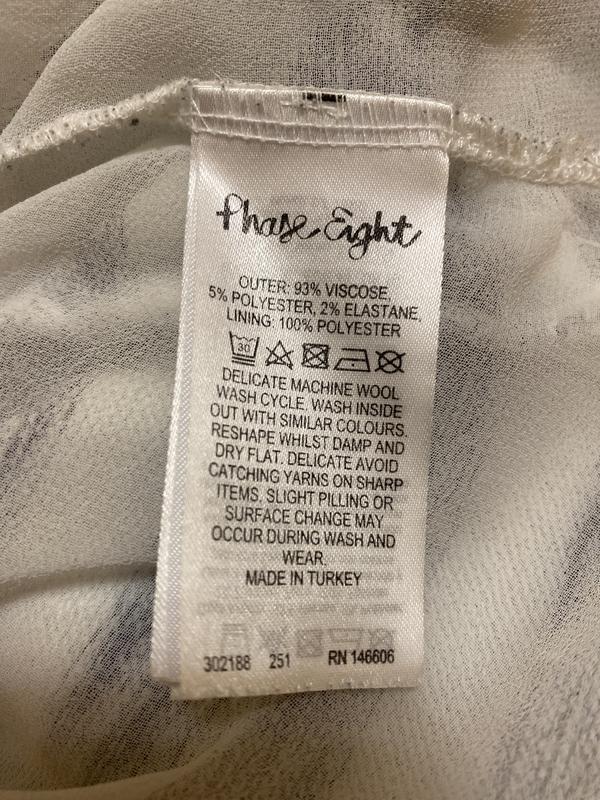 Phase Eight
OUTER: 93% VISCOSE,
5% POLYESTER, 2% ELASTANE,
LINING: 100% POLYESTER
30
DELICATE MACHINE WOOL
WASH CYCLE. WASH INSIDE
OUT WITH SIMILAR COLOURS.
RESHAPE WHILST DAMP AND
DRY FLAT. DELICATE AVOID
CATCHING YARNS ON SHARP
ITEMS. SLIGHT PILLING OR
SURFACE CHANGE MAY
OCCUR DURING WASH AND
WEAR.
MADE IN TURKEY
302188 251 RN 146606